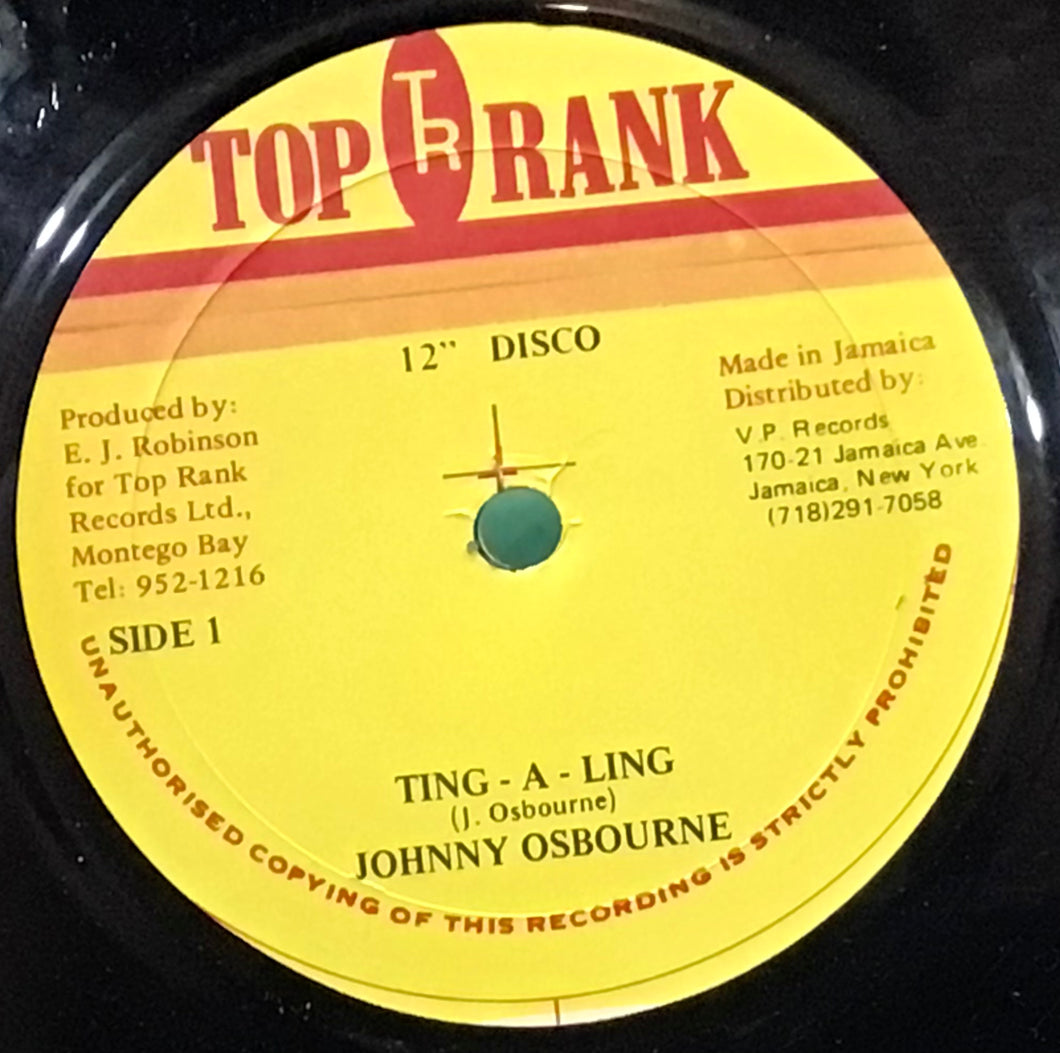 TOP TR RANK
12" DISCO
Produced by:
E. J. Robinson
for Top Rank
Records Ltd.,
Montego Bay
Tel: 952-1216
SIDE 1
Made in Jamaica
Distributed by:
V.P. Records
170-21 Jamaica Ave.
Jamaica, New York
(718)291-7058
TING - A - LING
(J. Osbourne)
JOHNNY OSBOURNE
UNAUTHORISED COPYING OF THIS RECORDING IS STRICTLY PROHIBITED